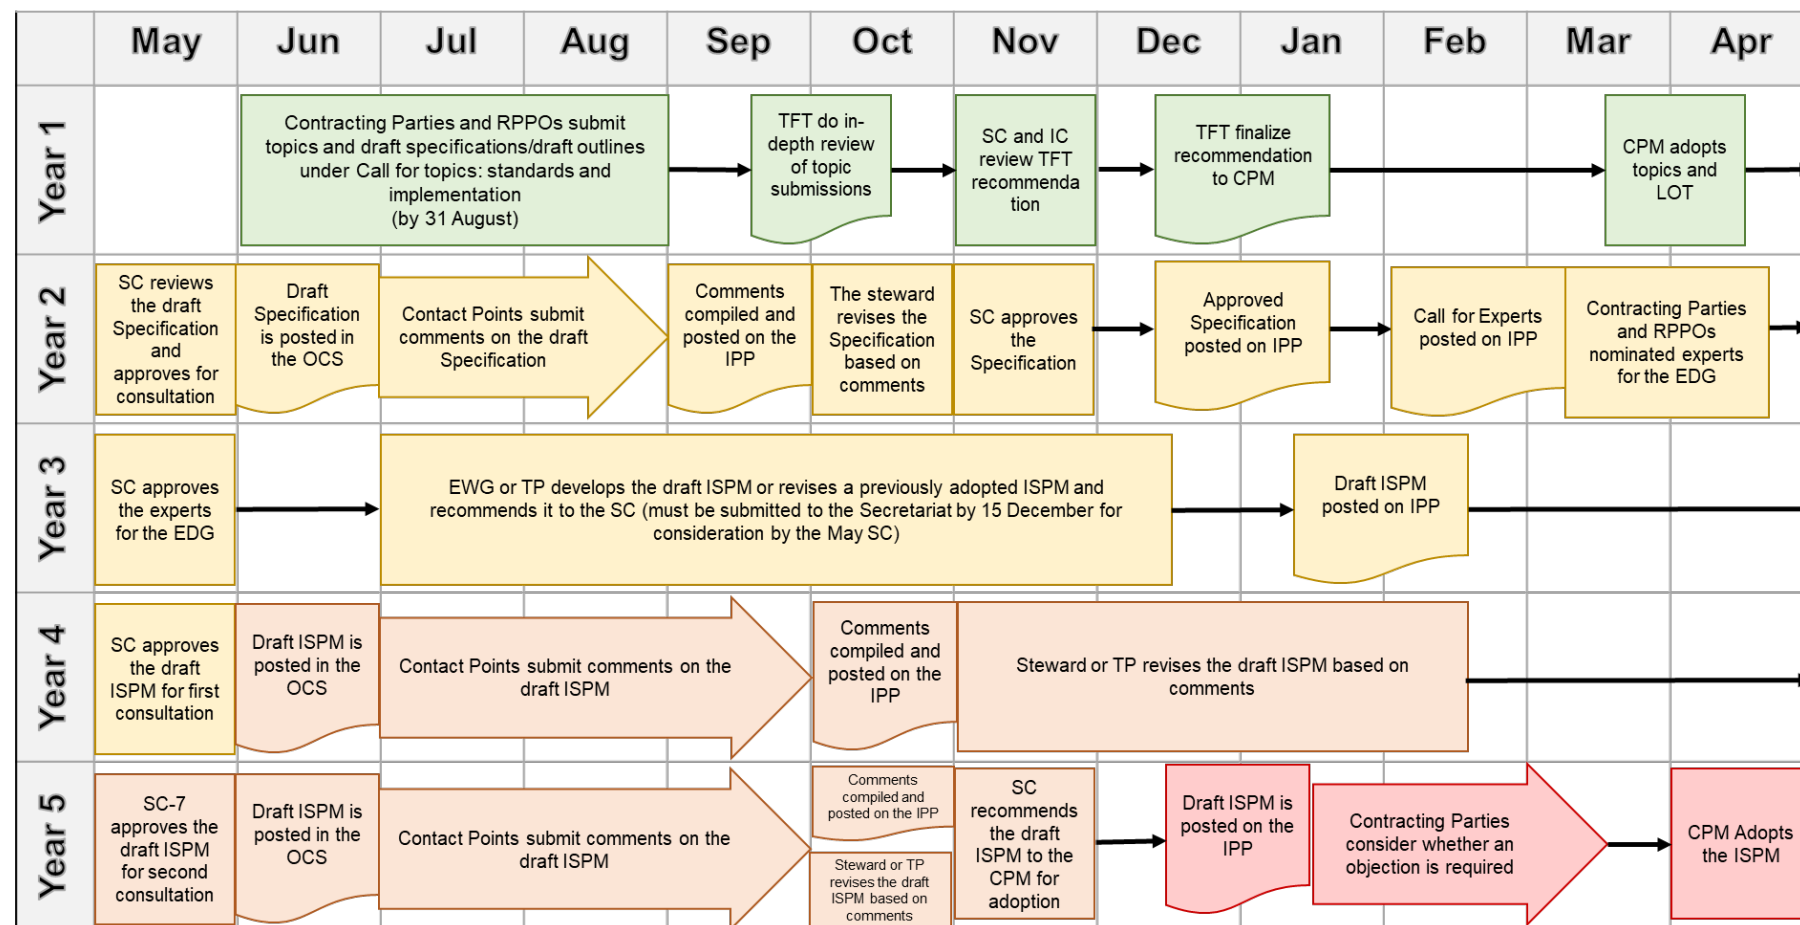 May Jun Jul Aug Sep Oct Nov Dec Jan Feb Mar Apr
Year 1
Contracting Parties and RPPOs submit
topics and draft specifications/draft outlines
under Call for topics: standards and
implementation
(by 31 August)
TFT do in-
depth review
of topic
submissions
SC and IC
review TFT
recommenda
tion
TFT finalize
recommendation
to CPM
CPM adopts
topics and
LOT
Year 2
SC reviews
the draft
Specification
and
approves for
consultation
Draft
Specification
is posted in
the OCS
Contact Points submit
comments on the draft
Specification
Comments
compiled and
posted on the
IPP
The steward
revises the
Specification
based on
comments
SC approves
the
Specification
Approved
Specification
posted on IPP
Call for Experts
posted on IPP
Contracting Parties
and RPPOs
nominated experts
for the EDG
Year 3
SC approves
the experts
for the EDG
EWG or TP develops the draft ISPM or revises a previously adopted ISPM and
recommends it to the SC (must be submitted to the Secretariat by 15 December for
consideration by the May SC)
Draft ISPM
posted on IPP
Year 4
SC approves
the draft
ISPM for first
consultation
Draft ISPM is
posted in the
OCS
Contact Points submit comments on the
draft ISPM
Comments
compiled and
posted on the
IPP
Steward or TP revises the draft ISPM based on
comments
Year 5
SC-7
approves the
draft ISPM
for second
consultation
Draft ISPM is
posted in the
OCS
Contact Points submit comments on the
draft ISPM
Comments
compiled and
posted on the IPP
Steward or TP
revises the draft
ISPM based on
comments
SC
recommends
the draft
ISPM to the
CPM for
adoption
Draft ISPM is
posted on the
IPP
Contracting Parties
consider whether an
objection is required
CPM Adopts
the ISPM